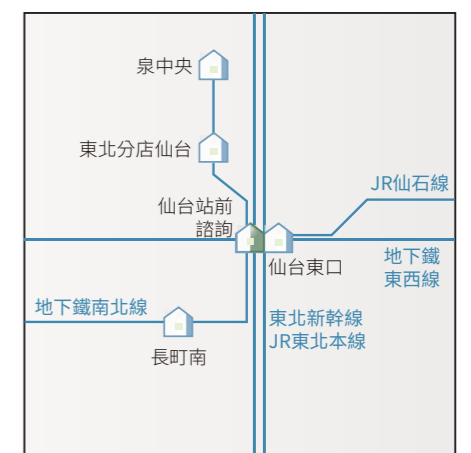 泉中央
東北分店仙台
JR仙石線
仙台站前
諮詢
仙台東口
地下鐵
東西線
地下鐵南北線
東北新幹線
JR東北本線
長町南